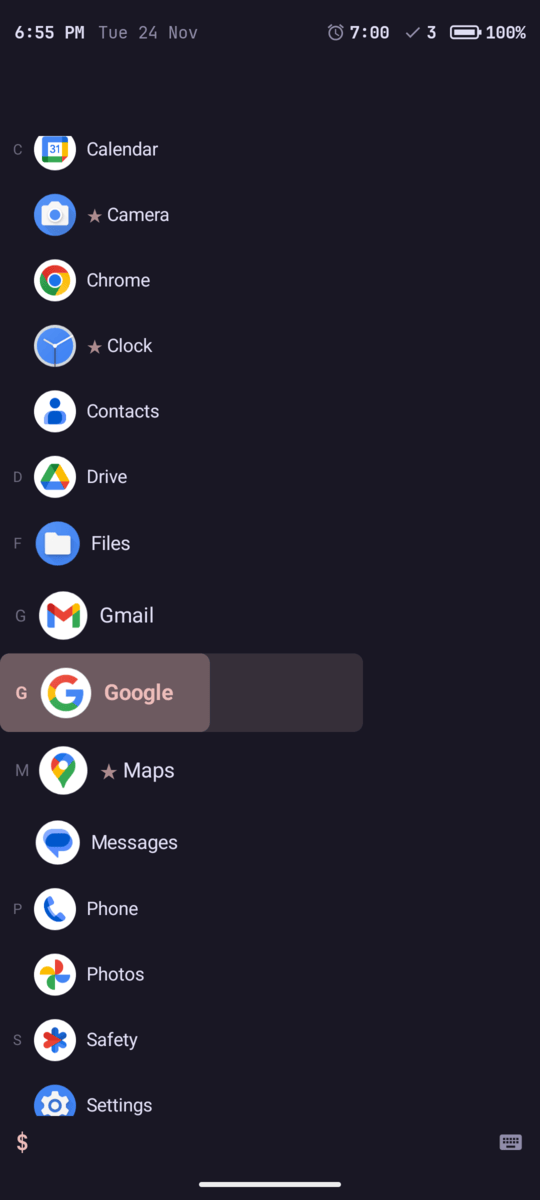 6:55 PM Tue 24 Nov 7:00 3 100%
C 31 Calendar
★ Camera
Chrome
★ Clock
Contacts
D Drive
F Files
G Gmail
G Google
M ★ Maps
Messages
P Phone
Photos
S Safety
Settings
$